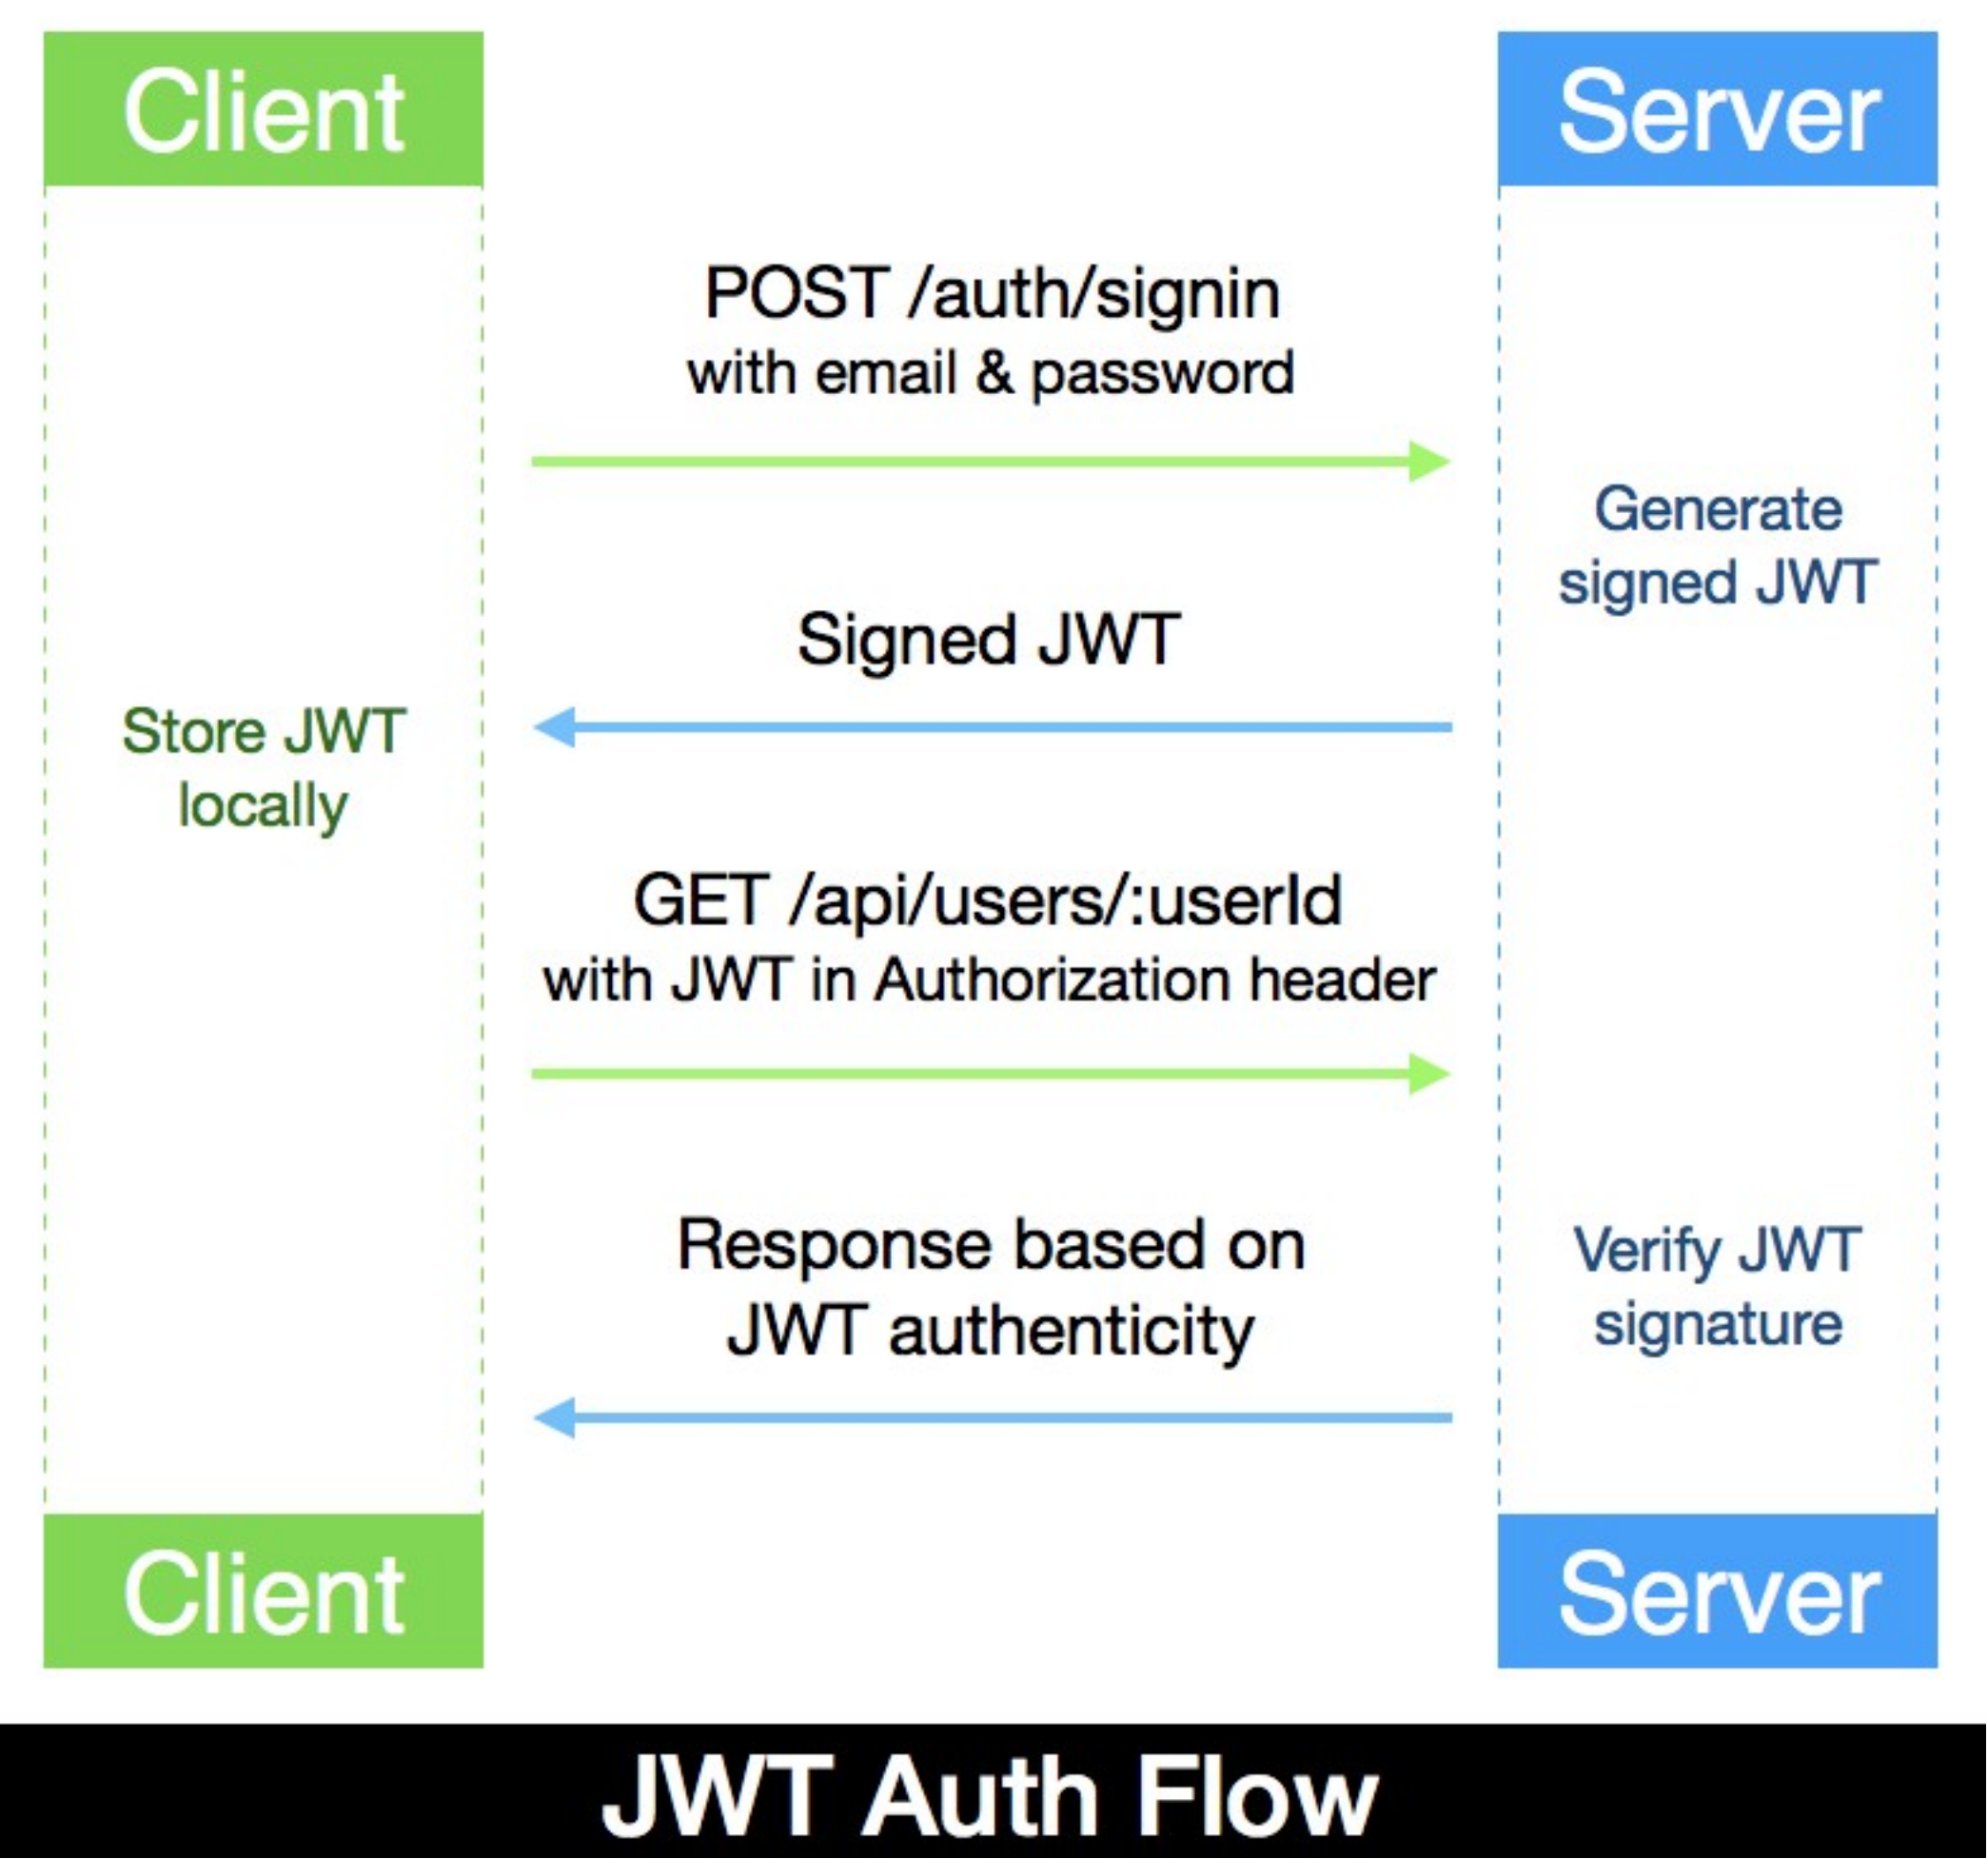 Client
Server
POST /auth/signin
with email & password
Generate
signed JWT
Signed JWT
Store JWT
locally
GET /api/users/:userId
with JWT in Authorization header
Response based on
JWT authenticity
Verify JWT
signature
Client
Server
JWT Auth Flow